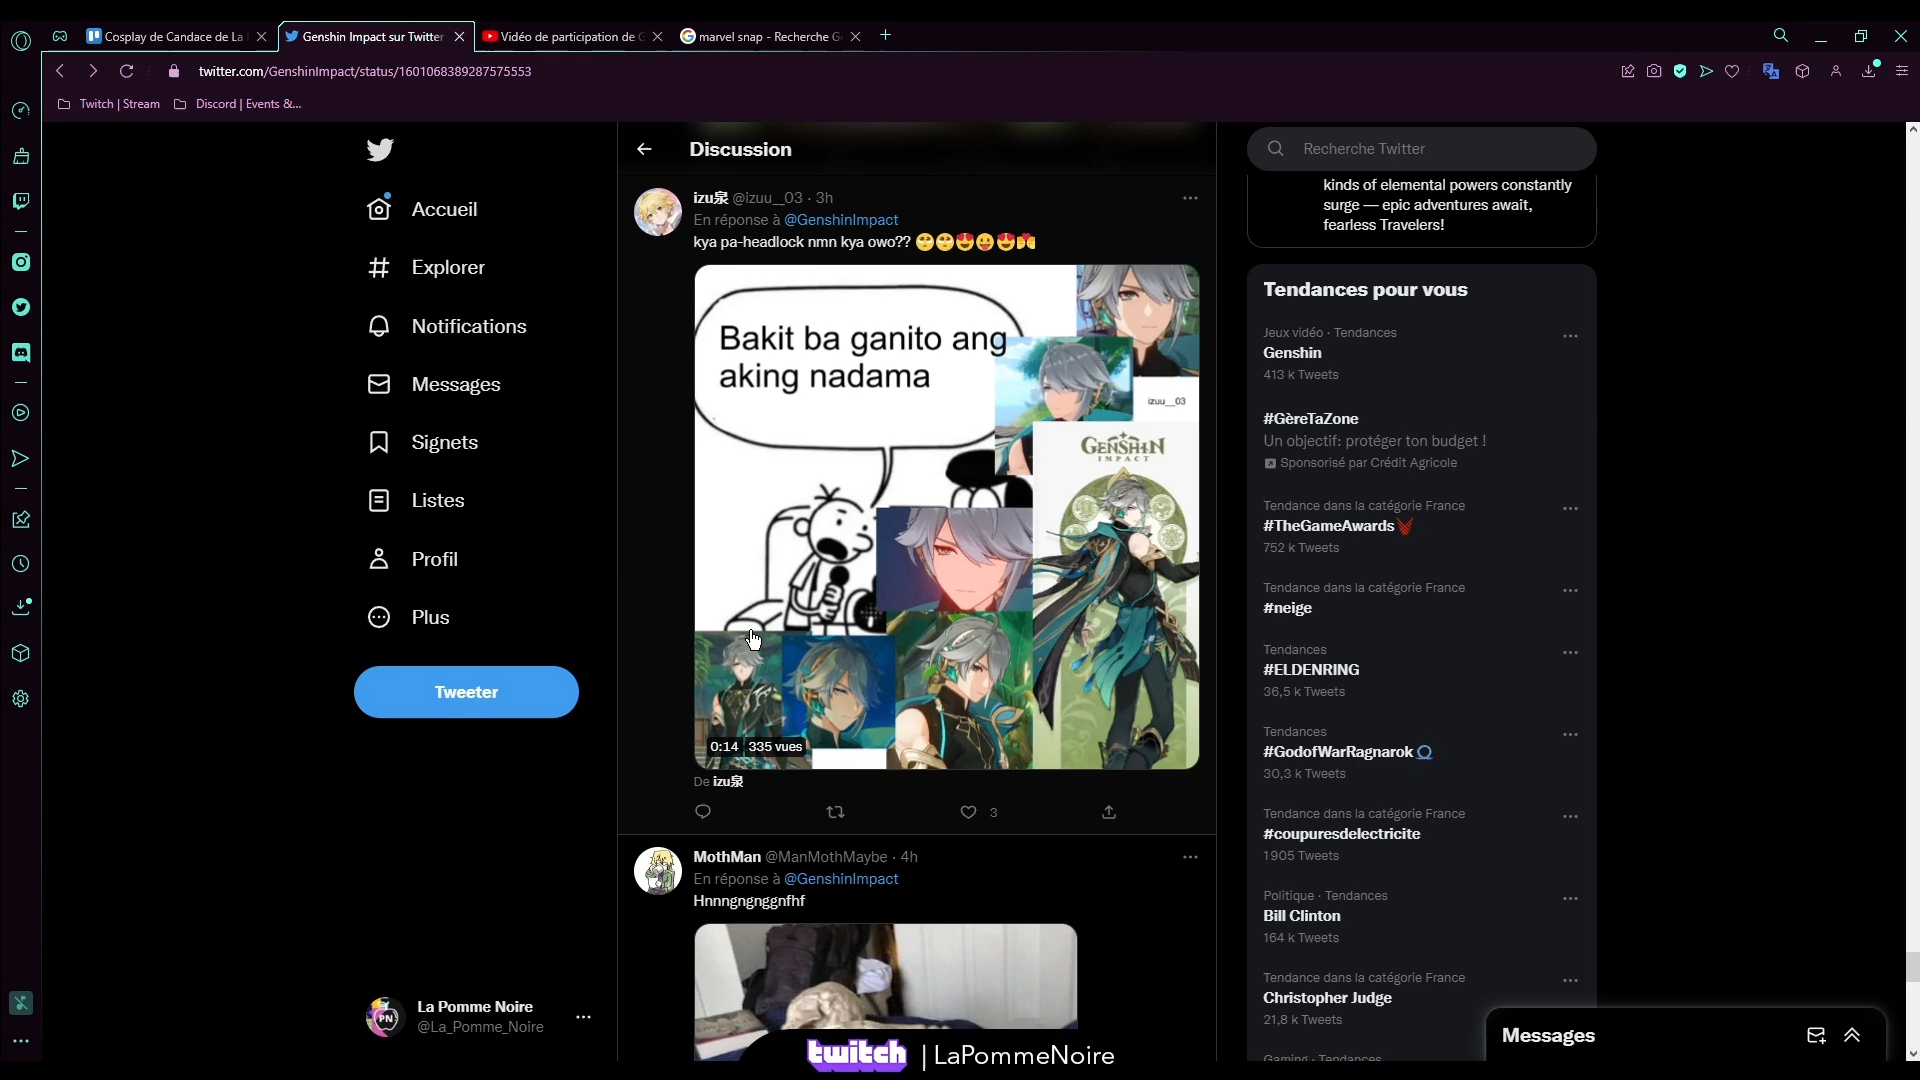 Cosplay de Candace de La
Genshin Impact sur Twitter
Vidéo de participation de G
marvel snap - Recherche G
twitter.com/GenshinImpact/status/1601068389287575553
Twitch | Stream
Discord | Events &...
Accueil
Explorer
Notifications
Messages
Signets
Listes
Profil
Plus
Tweeter
La Pomme Noire
@La_Pomme_Noire
PN
Discussion
izu泉 @izuu__03 · 3h
En réponse à @GenshinImpact
kya pa-headlock nmn kya owo??
Bakit ba ganito ang
aking nadama
izuu__03
GENSHIN
IMPACT
0:14 335 vues
De izu泉
3
MothMan @ManMothMaybe · 4h
En réponse à @GenshinImpact
Hnnngngnggnfhf
twitch | LaPommeNoire
Recherche Twitter
kinds of elemental powers constantly
surge — epic adventures await,
fearless Travelers!
Tendances pour vous
Jeux vidéo · Tendances
Genshin
413 k Tweets
#GèreTaZone
Un objectif: protéger ton budget !
Sponsorisé par Crédit Agricole
Tendance dans la catégorie France
#TheGameAwards
752 k Tweets
Tendance dans la catégorie France
#neige
Tendances
#ELDENRING
36,5 k Tweets
Tendances
#GodofWarRagnarok
30,3 k Tweets
Tendance dans la catégorie France
#coupuresdelectricite
1 905 Tweets
Politique · Tendances
Bill Clinton
164 k Tweets
Tendance dans la catégorie France
Christopher Judge
21,8 k Tweets
Gaming · Tendances
Messages